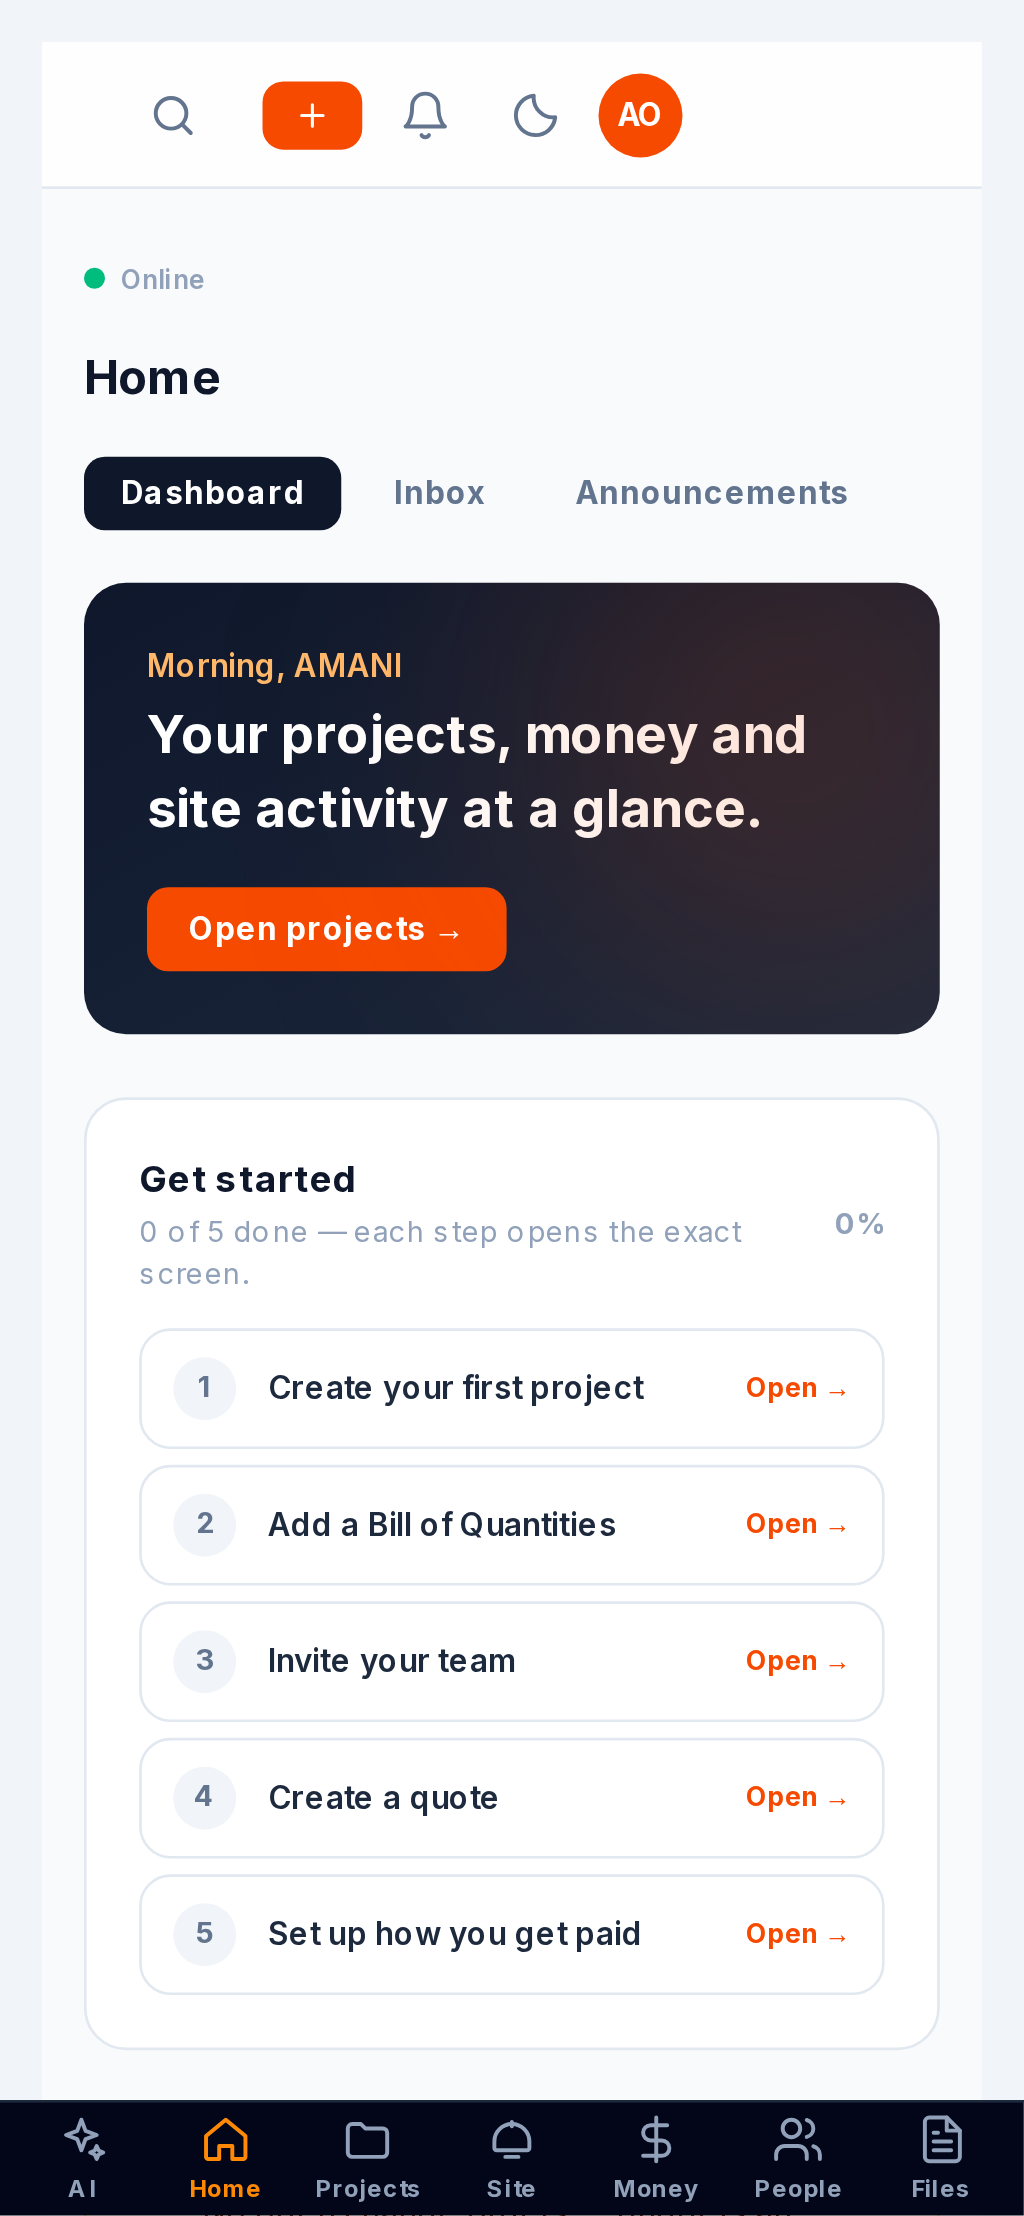 AO
Online
Home
Dashboard Inbox Announcements
Morning, AMANI
Your projects, money and
site activity at a glance.
Open projects →
Get started
0 of 5 done — each step opens the exact
screen.
0%
1 Create your first project Open →
2 Add a Bill of Quantities Open →
3 Invite your team Open →
4 Create a quote Open →
5 Set up how you get paid Open →
AI Home Projects Site Money People Files